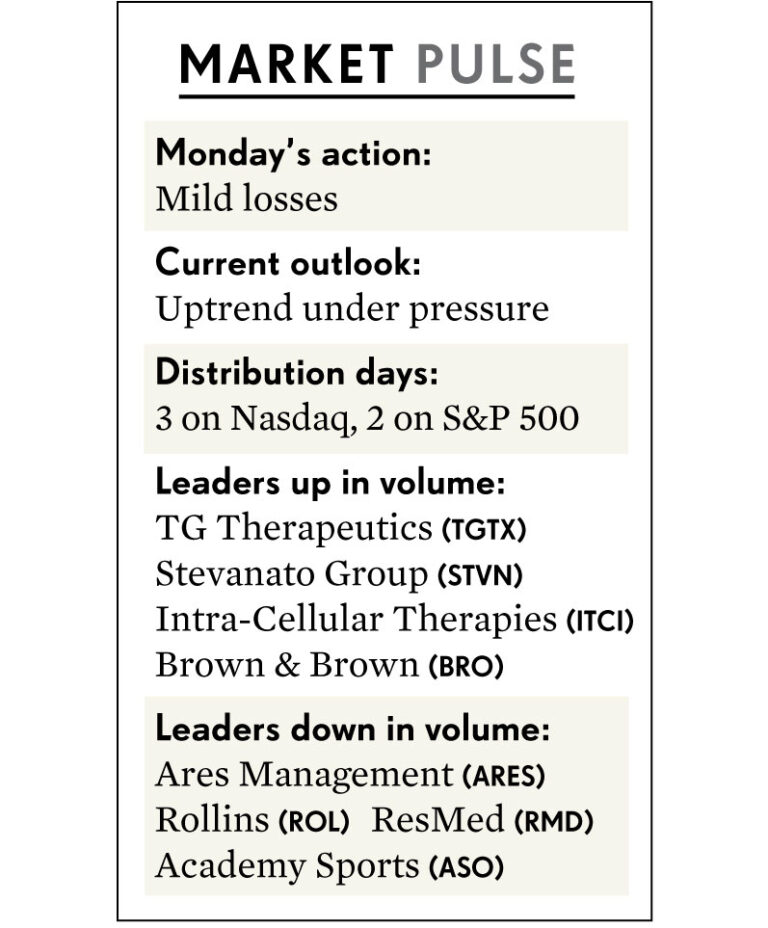 MARKET PULSE
Monday’s action:
Mild losses
Current outlook:
Uptrend under pressure
Distribution days:
3 on Nasdaq, 2 on S&P 500
Leaders up in volume:
TG Therapeutics (TGTX)
Stevanato Group (STVN)
Intra-Cellular Therapies (ITCI)
Brown & Brown (BRO)
Leaders down in volume:
Ares Management (ARES)
Rollins (ROL) ResMed (RMD)
Academy Sports (ASO)